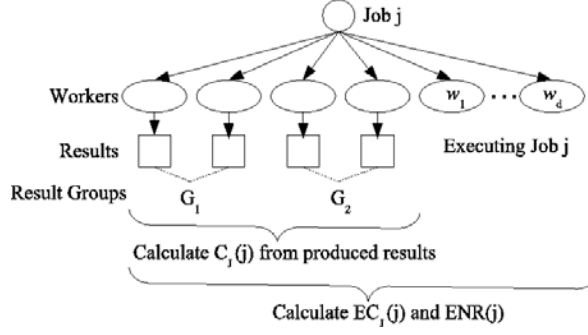 Job j
Workers
w1 ... wd
Results
Executing Job j
Result Groups
G1
G2
Calculate CJ(j) from produced results
Calculate ECJ(j) and ENR(j)